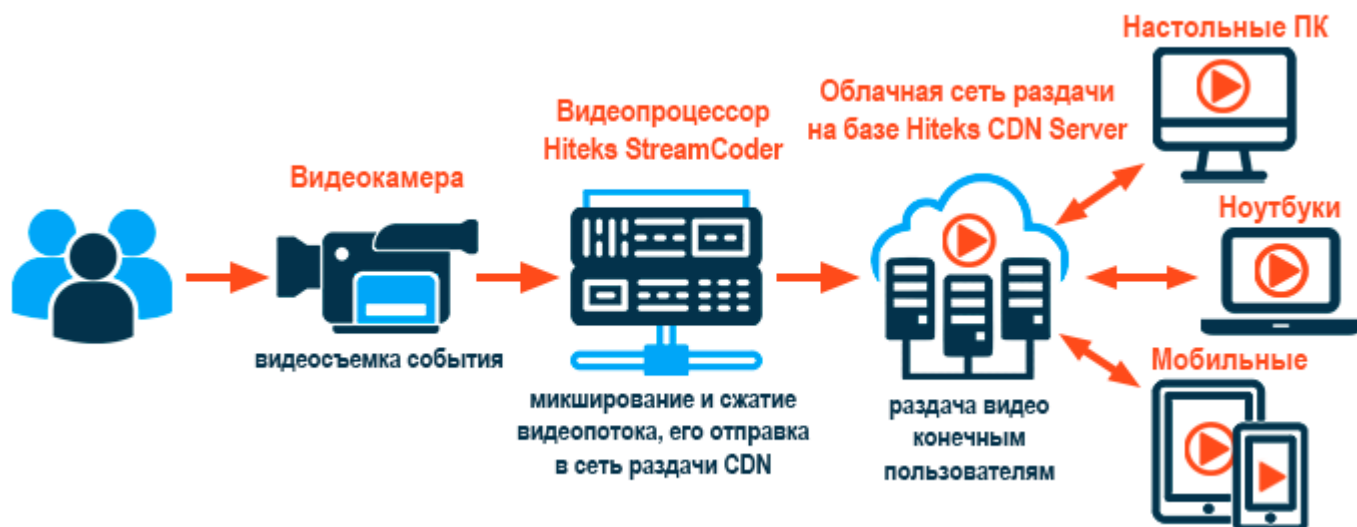 Видеокамера
видеосъемка события
Видеопроцессор
Hiteks StreamCoder
микширование и сжатие
видеопотока, его отправка
в сеть раздачи CDN
Облачная сеть раздачи
на базе Hiteks CDN Server
раздача видео
конечным
пользователям
Настольные ПК
Ноутбуки
Мобильные